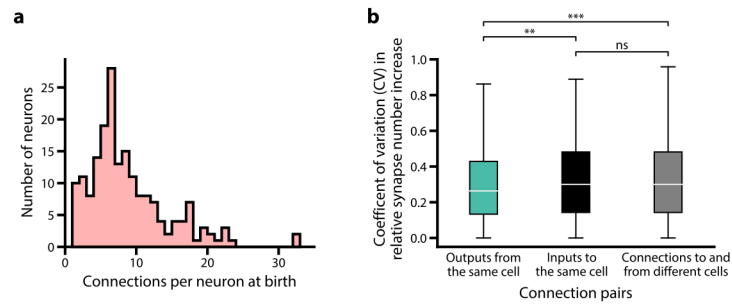 a
Number of neurons
25
20
15
10
5
0
0
10
20
30
Connections per neuron at birth
b
Coefficent of variation (CV) in
relative synapse number increase
1.0
0.8
0.6
0.4
0.2
0.0
***
**
ns
Outputs from
the same cell
Inputs to
the same cell
Connections to and
from different cells
Connection pairs